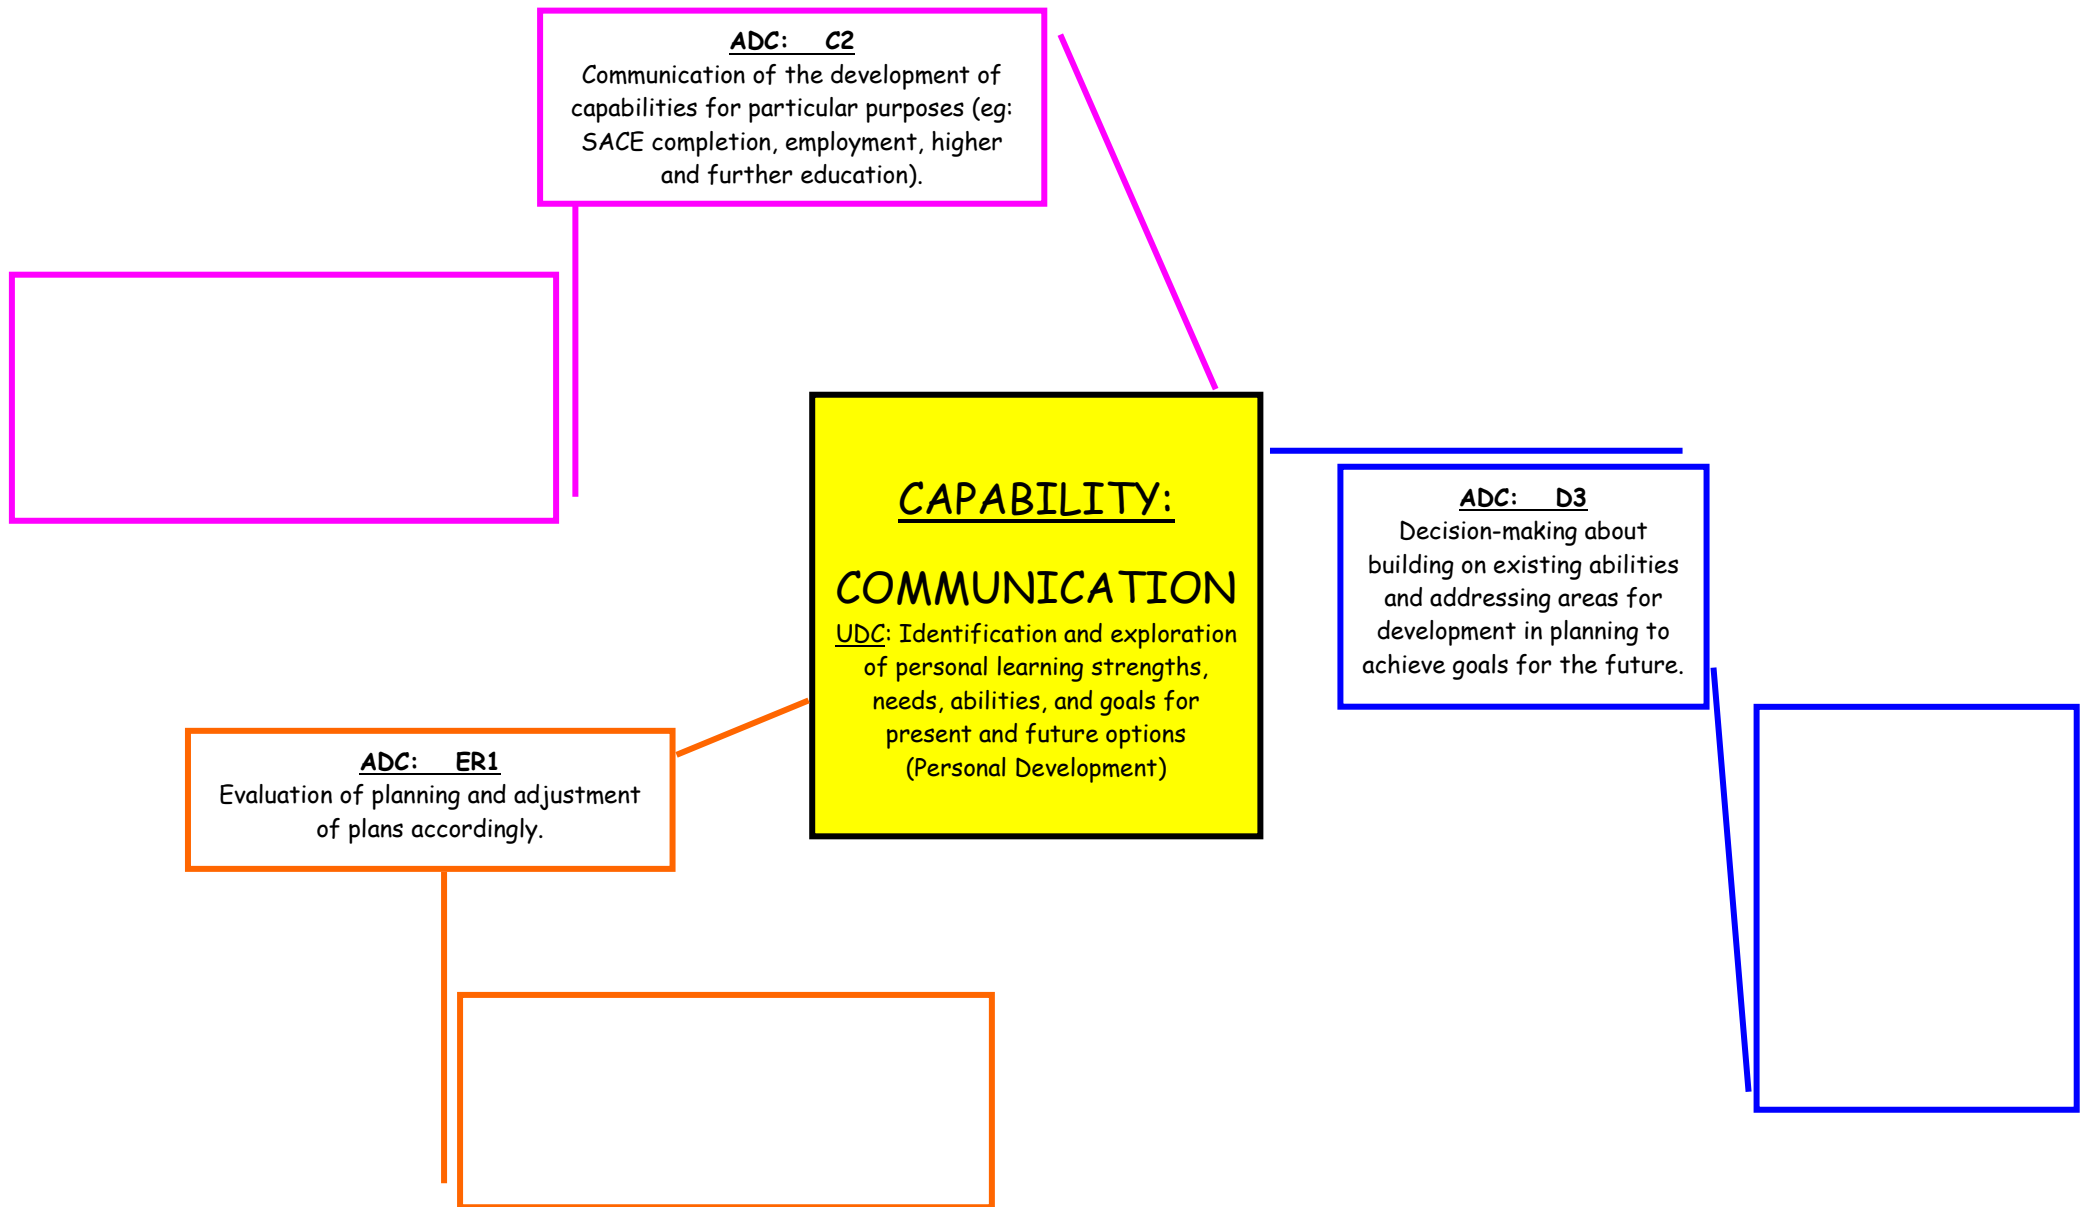 ADC: C2
Communication of the development of
capabilities for particular purposes (eg:
SACE completion, employment, higher
and further education).
CAPABILITY:
COMMUNICATION
UDC: Identification and exploration
of personal learning strengths,
needs, abilities, and goals for
present and future options
(Personal Development)
ADC: D3
Decision-making about
building on existing abilities
and addressing areas for
development in planning to
achieve goals for the future.
ADC: ER1
Evaluation of planning and adjustment
of plans accordingly.